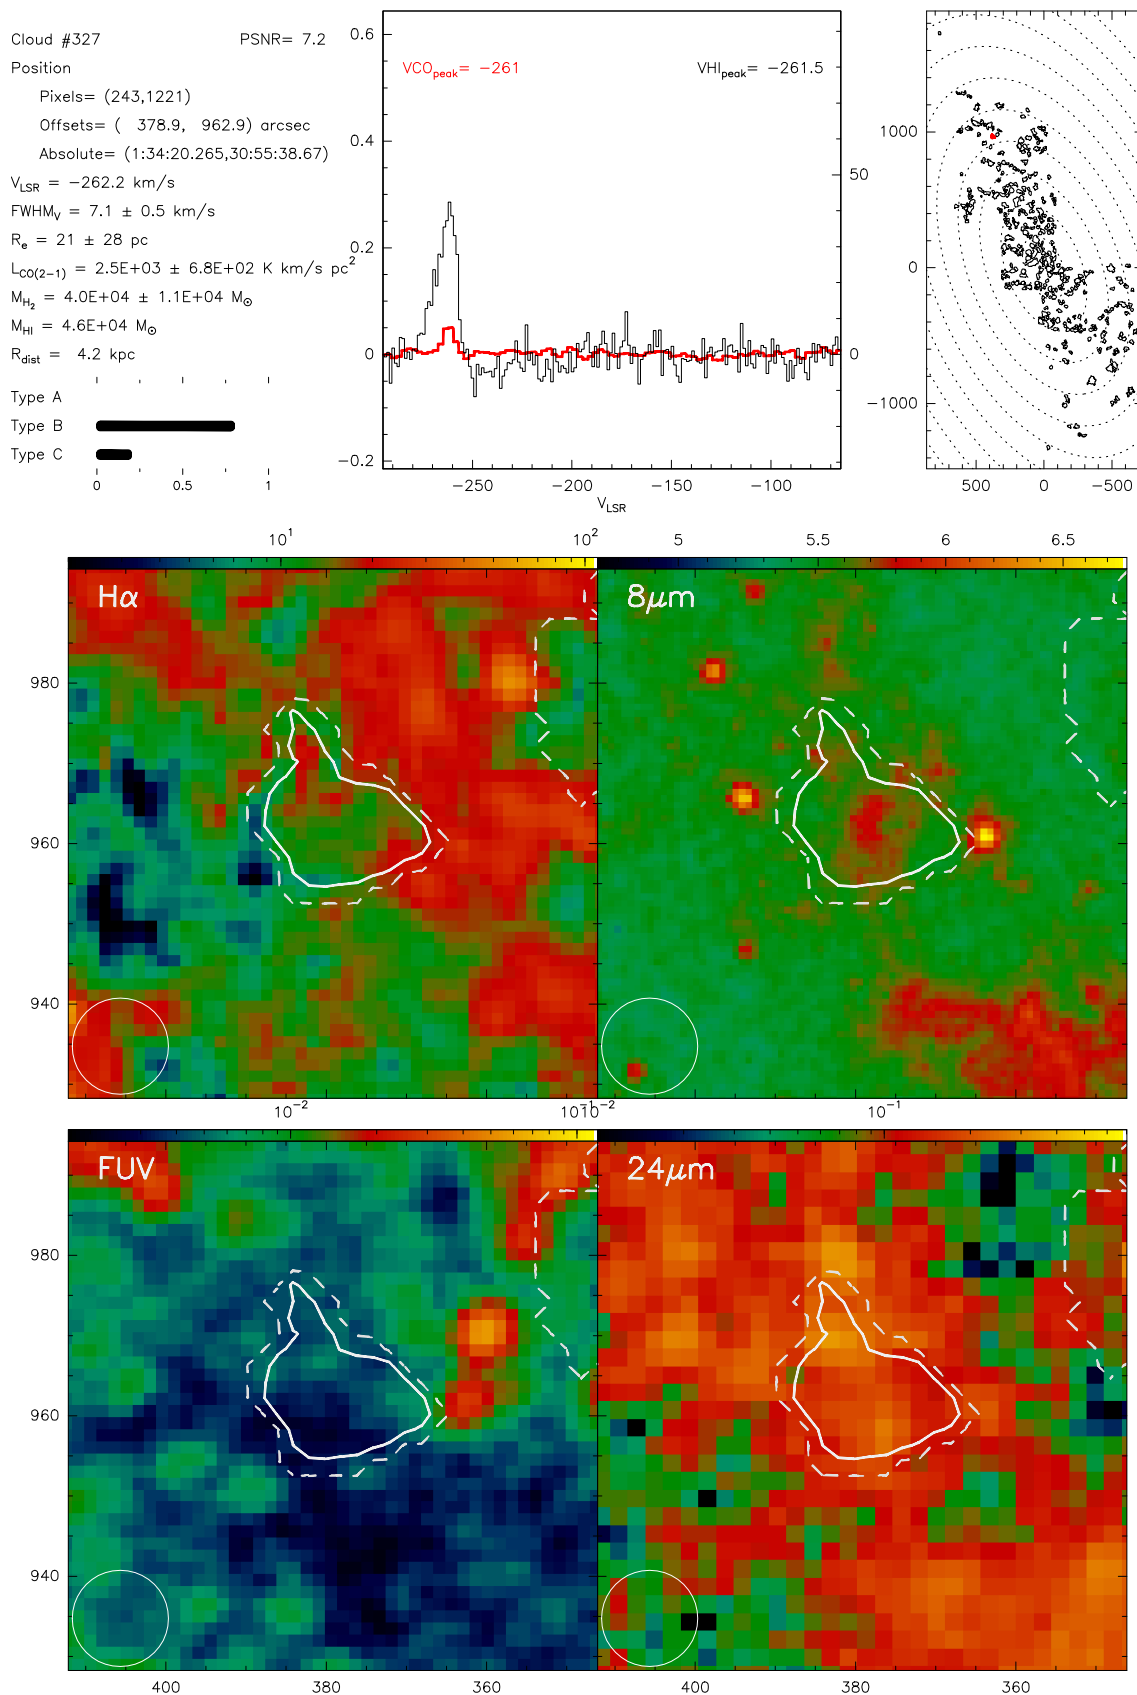 Cloud #327 PSNR= 7.2
Position
Pixels= (243,1221)
Offsets= ( 378.9, 962.9) arcsec
Absolute= (1:34:20.265,30:55:38.67)
V_LSR = −262.2 km/s
FWHM_V = 7.1 ± 0.5 km/s
R_e = 21 ± 28 pc
L_CO(2−1) = 2.5E+03 ± 6.8E+02 K km/s pc²
M_H₂ = 4.0E+04 ± 1.1E+04 M_⊙
M_HI = 4.6E+04 M_⊙
R_dist = 4.2 kpc
Type A
Type B
Type C
0 0.5 1
VCO_peak= −261 VHI_peak= −261.5
0.6
0.4
0.2
0
−0.2
50
0
−250 −200 −150 −100
V_LSR
1000
0
−1000
500 0 −500
10¹ 10²
5 5.5 6 6.5
Hα
8μm
980
960
940
10⁻² 10⁻¹
10⁻² 10⁻¹
FUV
24μm
980
960
940
400 380 360
400 380 360